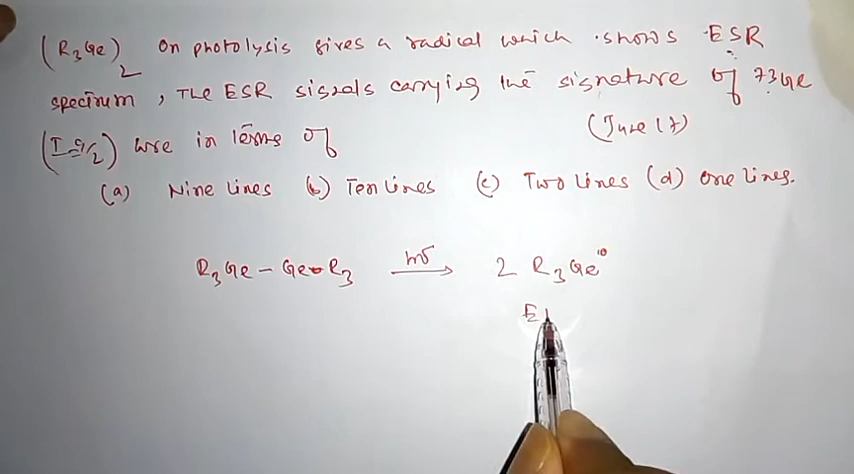 (R3Ge)2 On photolysis gives a radical which shows ESR
spectrum, The ESR signals carrying the signature of 73Ge
(I=9/2) are in terms of (June 17)
(a) Nine lines (b) Ten lines (c) Two lines (d) one lines.
R3Ge - Ge-R3 hν → 2 R3Ge•
E